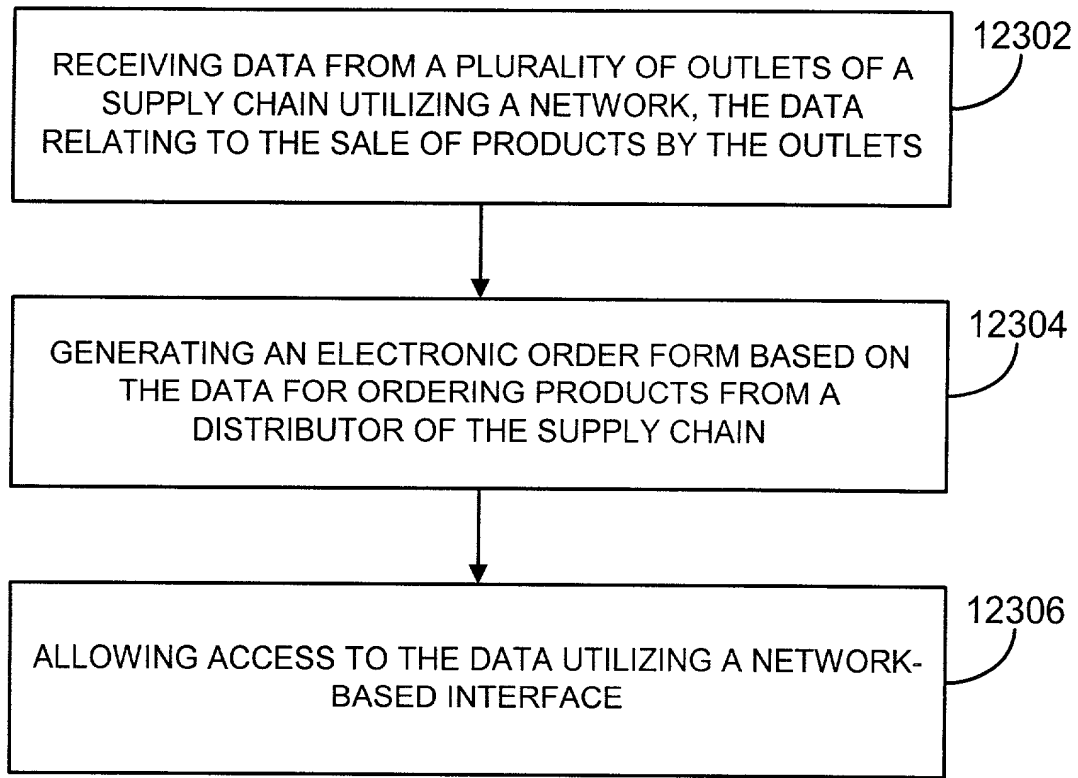 12302
RECEIVING DATA FROM A PLURALITY OF OUTLETS OF A
SUPPLY CHAIN UTILIZING A NETWORK, THE DATA
RELATING TO THE SALE OF PRODUCTS BY THE OUTLETS
12304
GENERATING AN ELECTRONIC ORDER FORM BASED ON
THE DATA FOR ORDERING PRODUCTS FROM A
DISTRIBUTOR OF THE SUPPLY CHAIN
12306
ALLOWING ACCESS TO THE DATA UTILIZING A NETWORK-
BASED INTERFACE